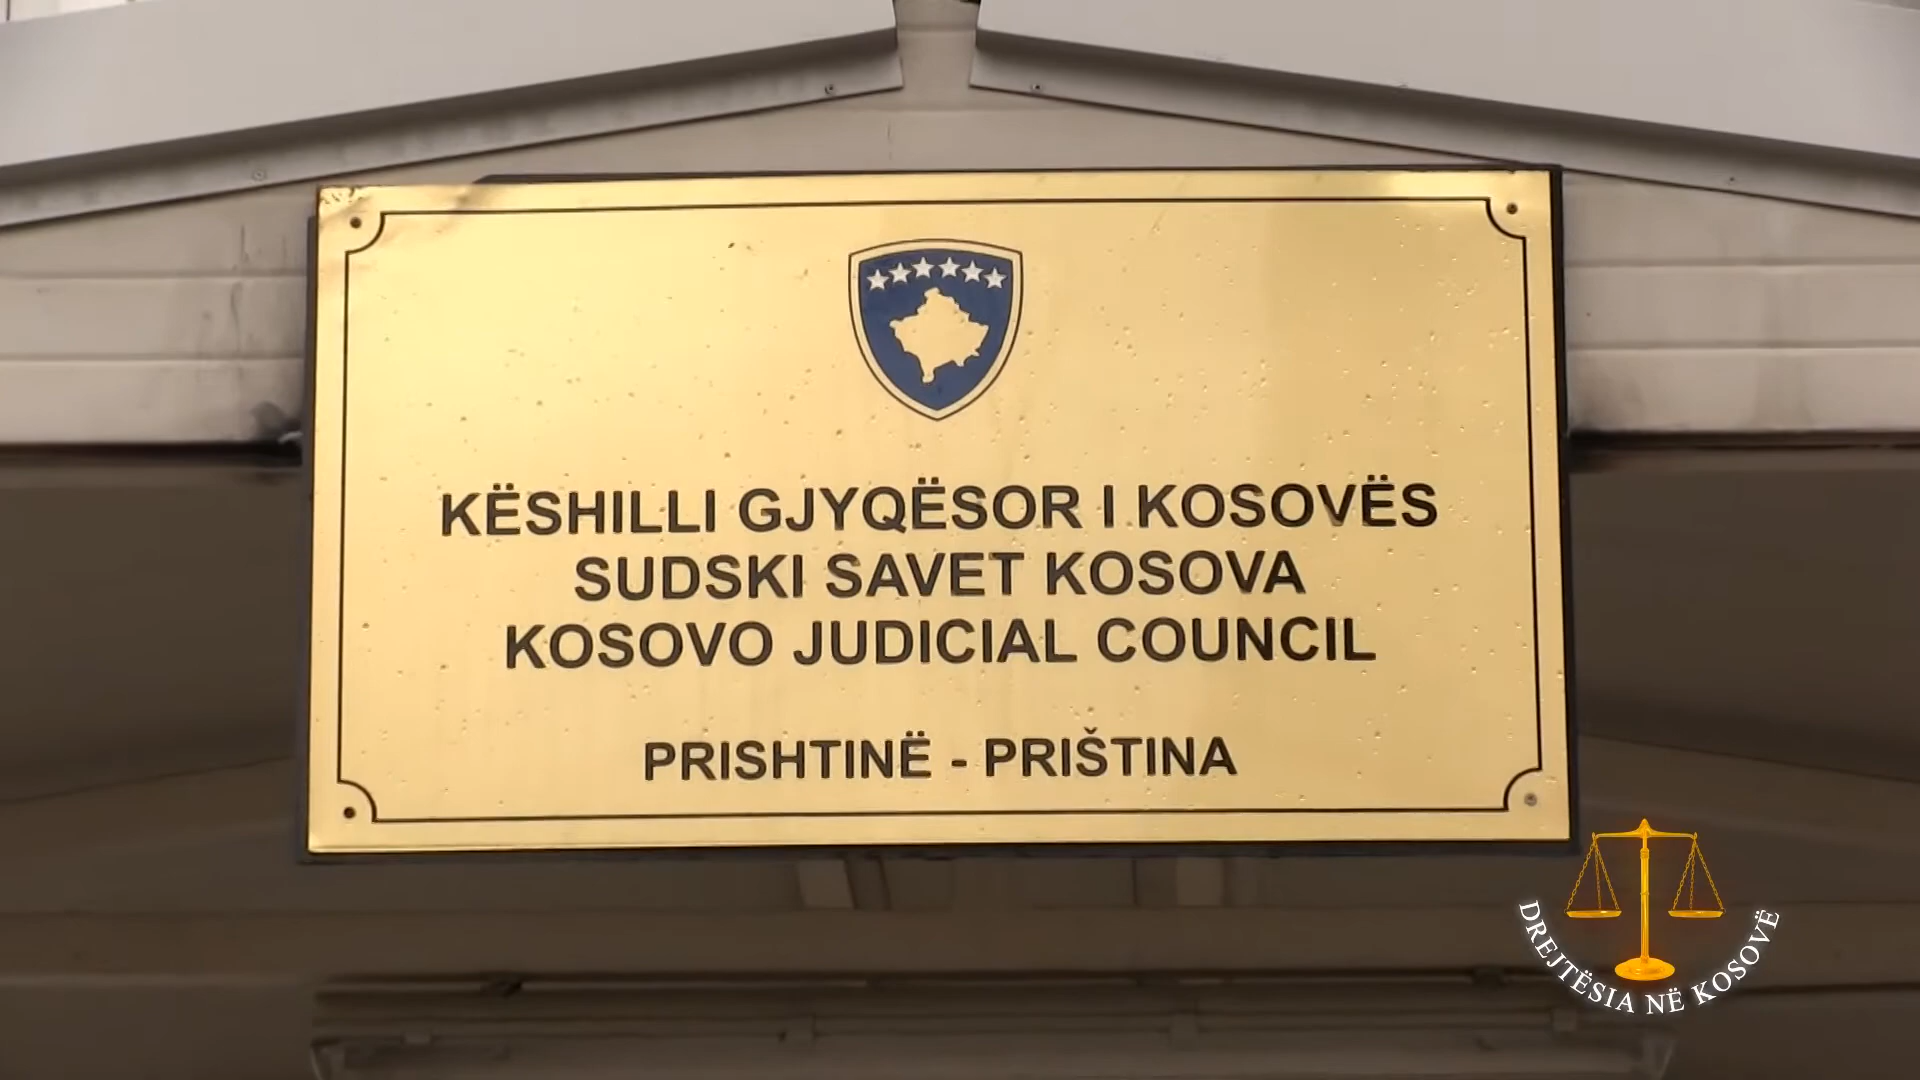 KËSHILLI GJYQËSOR I KOSOVËS
SUDSKI SAVET KOSOVA
KOSOVO JUDICIAL COUNCIL
PRISHTINË - PRIŠTINA
DREJTËSIA NË KOSOVË